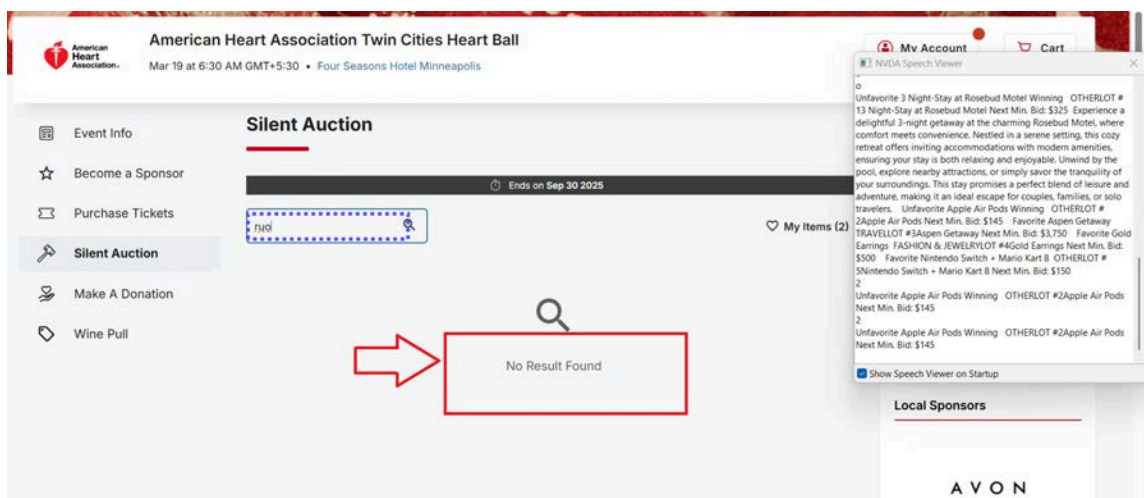 American
Heart
Association.
American Heart Association Twin Cities Heart Ball
Mar 19 at 6:30 AM GMT+5:30 • Four Seasons Hotel Minneapolis
My Account
Cart
Event Info
Become a Sponsor
Purchase Tickets
Silent Auction
Make A Donation
Wine Pull
Silent Auction
Ends on Sep 30 2025
ruo
My Items (2)
No Result Found
NVDA Speech Viewer
o
Unfavorite 3 Night-Stay at Rosebud Motel Winning OTHERLOT #
13 Night-Stay at Rosebud Motel Next Min. Bid: $325 Experience a
delightful 3-night getaway at the charming Rosebud Motel, where
comfort meets convenience. Nestled in a serene setting, this cozy
retreat offers inviting accommodations with modern amenities,
ensuring your stay is both relaxing and enjoyable. Unwind by the
pool, explore nearby attractions, or simply savor the tranquility of
your surroundings. This stay promises a perfect blend of leisure and
adventure, making it an ideal escape for couples, families, or solo
travelers. Unfavorite Apple Air Pods Winning OTHERLOT #
2Apple Air Pods Next Min. Bid: $145 Favorite Aspen Getaway
TRAVELLOT #3Aspen Getaway Next Min. Bid: $3,750 Favorite Gold
Earrings FASHION & JEWELRYLOT #4Gold Earrings Next Min. Bid:
$500 Favorite Nintendo Switch + Mario Kart 8 OTHERLOT #
5Nintendo Switch + Mario Kart 8 Next Min. Bid: $150
2
Unfavorite Apple Air Pods Winning OTHERLOT #2Apple Air Pods
Next Min. Bid: $145
2
Unfavorite Apple Air Pods Winning OTHERLOT #2Apple Air Pods
Next Min. Bid: $145
Show Speech Viewer on Startup
Local Sponsors
AVON